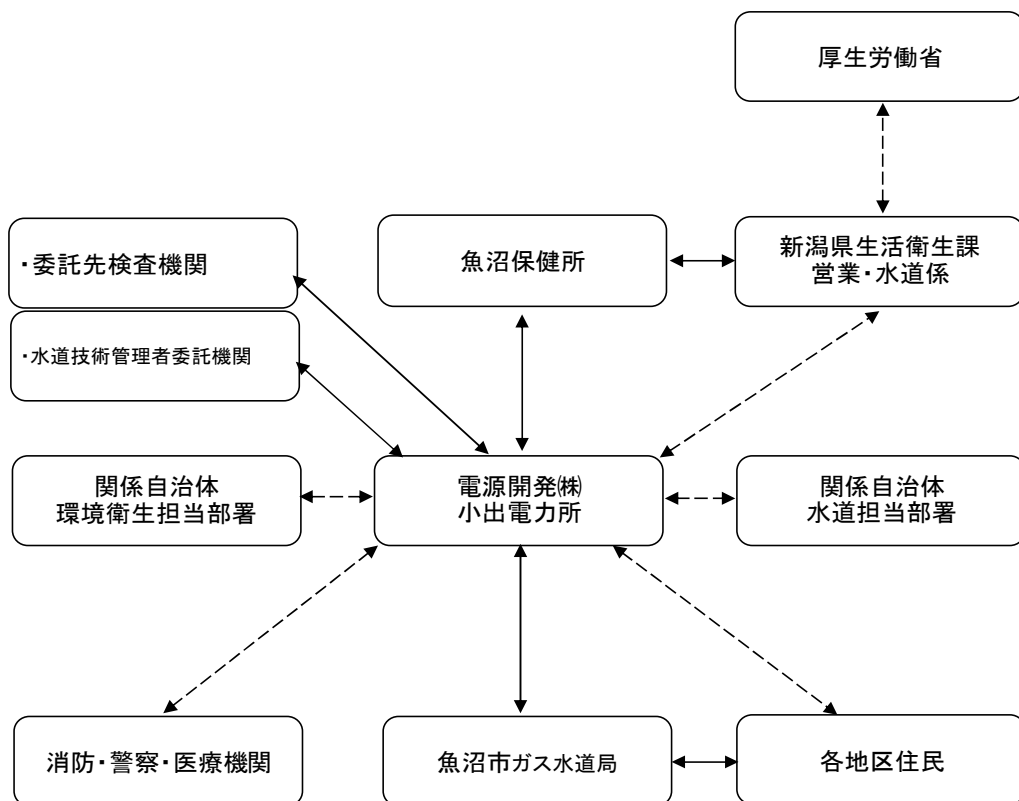 厚生労働省
・委託先検査機関
魚沼保健所
新潟県生活衛生課
営業・水道係
・水道技術管理者委託機関
関係自治体
環境衛生担当部署
電源開発㈱
小出電力所
関係自治体
水道担当部署
消防・警察・医療機関
魚沼市ガス水道局
各地区住民